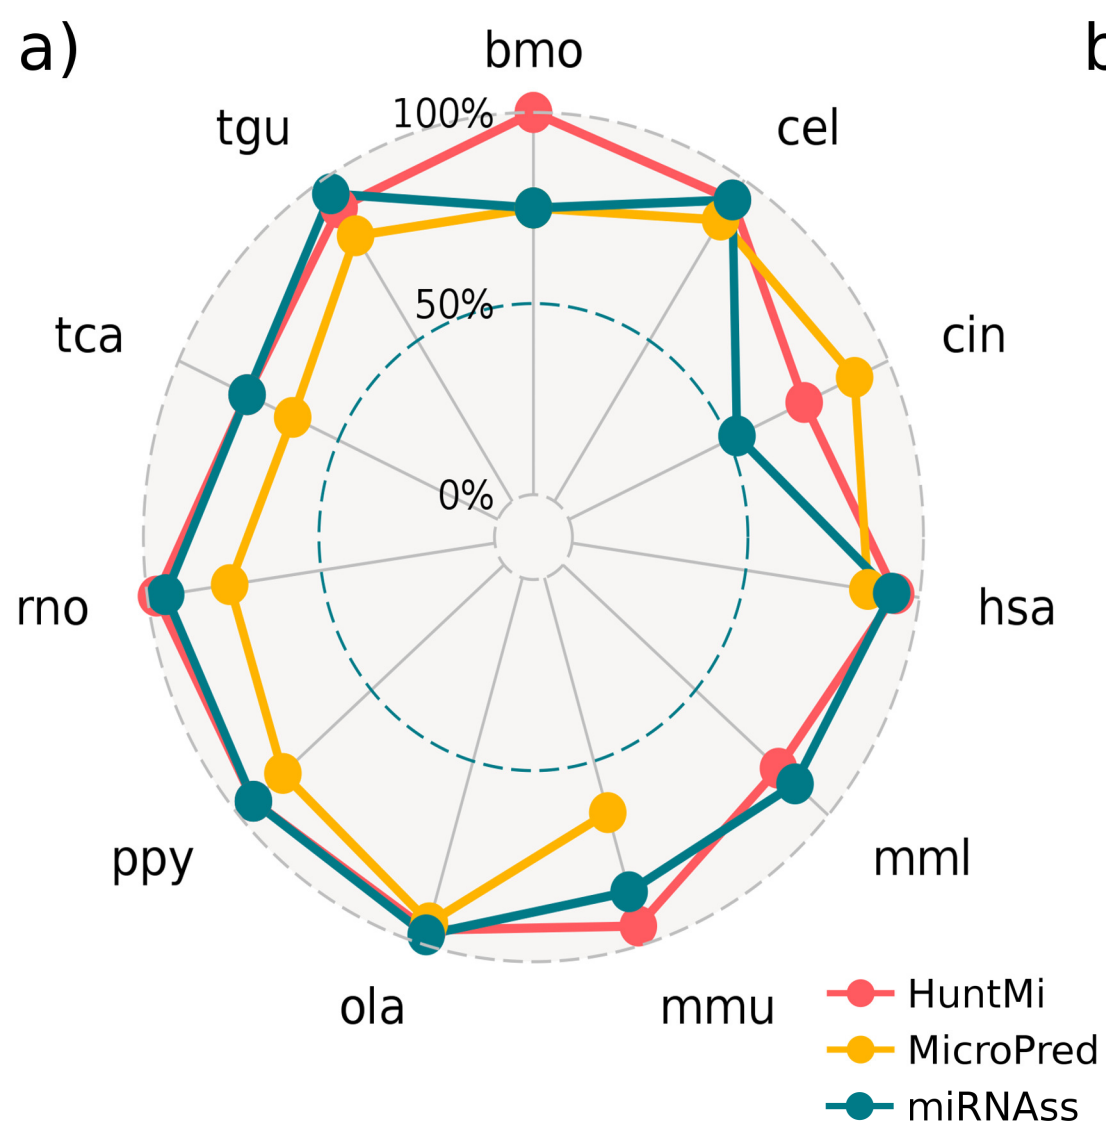 a)
b
bmo
100%
tgu
cel
50%
tca
cin
0%
rno
hsa
ppy
mml
ola
mmu
HuntMi
MicroPred
miRNAss